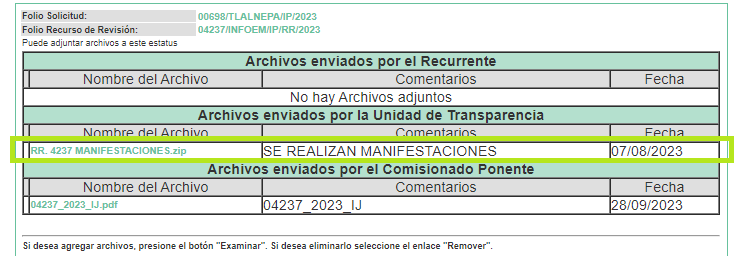 Folio Solicitud: 00698/TLALNEPA/IP/2023
Folio Recurso de Revisión: 04237/INFOEM/IP/RR/2023
Puede adjuntar archivos a este estatus
Archivos enviados por el Recurrente
Nombre del Archivo Comentarios Fecha
No hay Archivos adjuntos
Archivos enviados por la Unidad de Transparencia
Nombre del Archivo Comentarios Fecha
RR. 4237 MANIFESTACIONES.zip SE REALIZAN MANIFESTACIONES 07/08/2023
Archivos enviados por el Comisionado Ponente
Nombre del Archivo Comentarios Fecha
04237_2023_IJ.pdf 04237_2023_IJ 28/09/2023
Si desea agregar archivos, presione el botón "Examinar". Si desea eliminarlo seleccione el enlace "Remover".